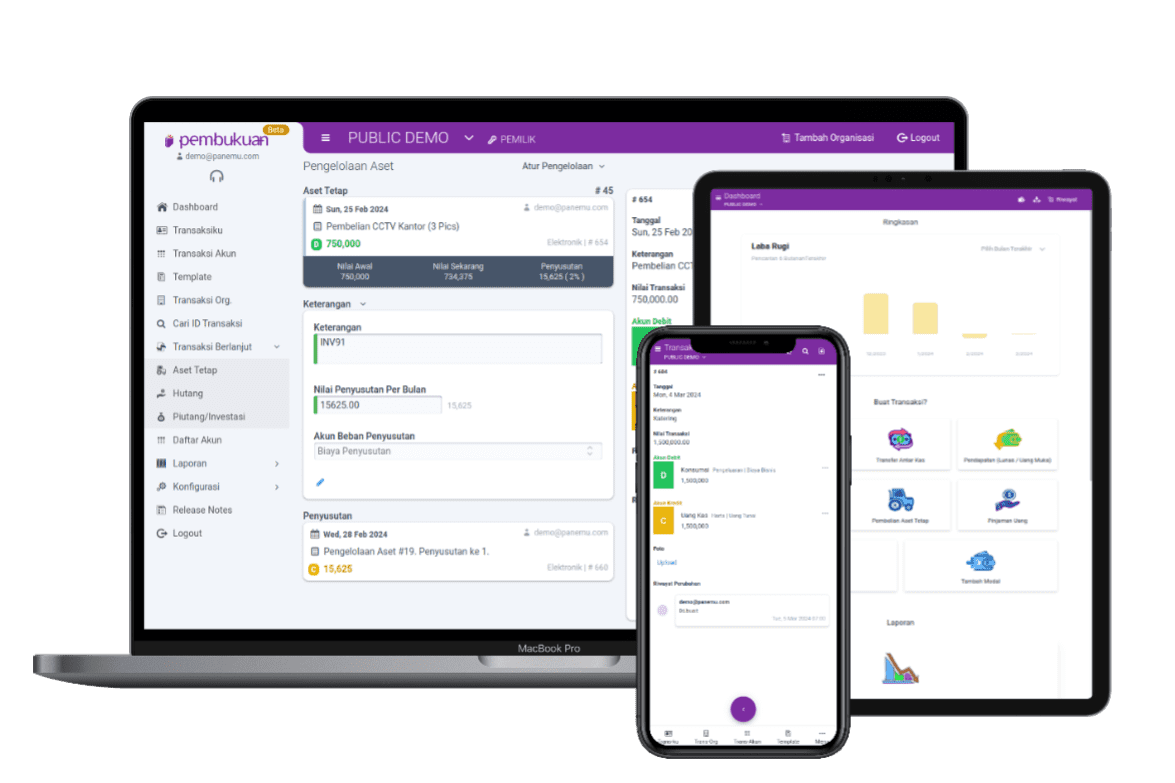 pembukuan
Beta
demo@panemu.com
Dashboard
Transaksiku
Transaksi Akun
Template
Transaksi Org.
Cari ID Transaksi
Transaksi Berlanjut
Aset Tetap
Hutang
Piutang/Investasi
Daftar Akun
Laporan
Konfigurasi
Release Notes
Logout
PUBLIC DEMO
PEMILIK
Tambah Organisasi
Logout
Pengelolaan Aset
Atur Pengelolaan
Aset Tetap
# 45
Sun, 25 Feb 2024
demo@panemu.com
Pembelian CCTV Kantor (3 Pics)
D 750,000
Elektronik | # 654
Nilai Awal
750,000
Nilai Sekarang
734,375
Penyusutan
15,625 ( 2% )
Keterangan
Keterangan
INV91
Nilai Penyusutan Per Bulan
15625.00
15,625
Akun Beban Penyusutan
Biaya Penyusutan
Penyusutan
Wed, 28 Feb 2024
demo@panemu.com
Pengelolaan Aset #19. Penyusutan ke 1.
C 15,625
Elektronik | # 660
# 654
Tanggal
Sun, 25 Feb 20
Keterangan
Pembelian CCT
Nilai Transaksi
750,000.00
Akun Debit
MacBook Pro
Dashboard
PUBLIC DEMO
Riwayat
Ringkasan
Laba Rugi
Buat Transaksi?
Transfer Antar Kas
Pendapatan (Lunas / Uang Muka)
Pembelian Aset Tetap
Pinjaman Uang
Tambah Modal
Laporan
Transak
PUBLIC DEMO
# 684
Tanggal
Mon, 4 Mar 2024
Keterangan
Katering
Nilai Transaksi
1,500,000.00
Akun Debit
D
Konsumsi
1,500,000
Akun Kredit
C
Uang Kas
1,500,000
Foto
Upload
Riwayat Perubahan
demo@panemu.com
Dibuat
Trans Org
Trans Akun
Template